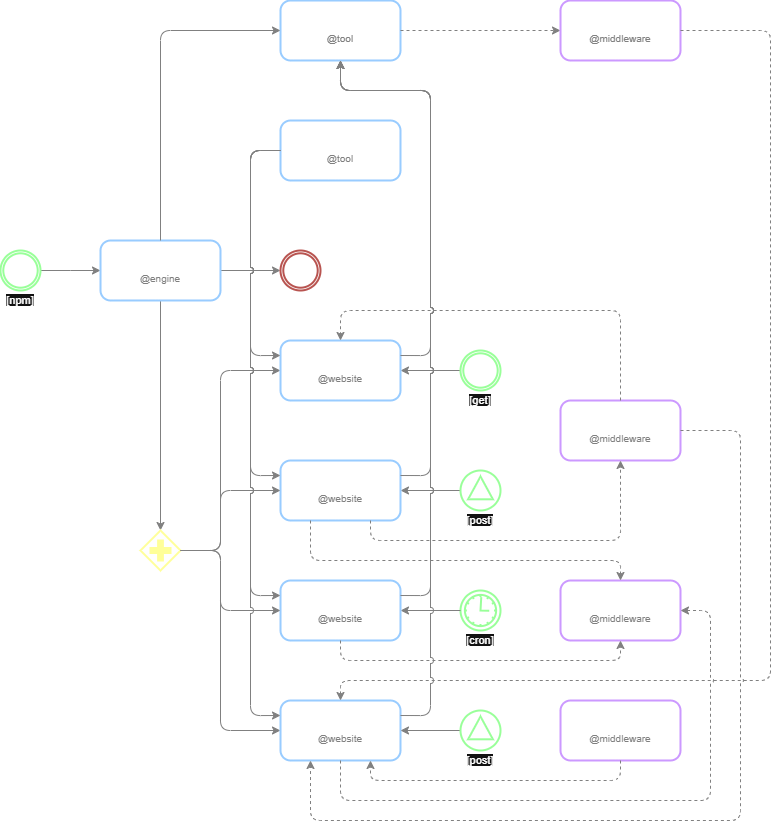 @tool
@middleware
@tool
@engine
[npm]
@website
[get]
@middleware
@website
[post]
@website
[cron]
@middleware
@website
[post]
@middleware